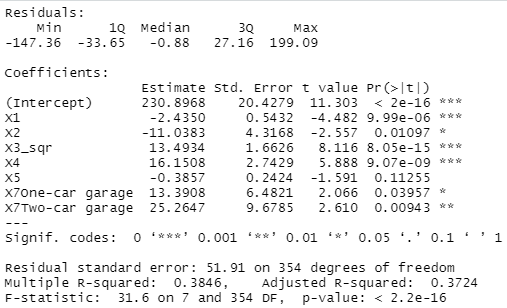 Residuals:
    Min      1Q  Median      3Q     Max
-147.36  -33.65   -0.88   27.16  199.09

Coefficients:
                   Estimate Std. Error t value Pr(>|t|)
(Intercept)        230.8968    20.4279  11.303  < 2e-16 ***
X1                  -2.4350     0.5432  -4.482 9.99e-06 ***
X2                 -11.0383     4.3168  -2.557  0.01097 *
X3_sqr              13.4934     1.6626   8.116 8.05e-15 ***
X4                  16.1508     2.7429   5.888 9.07e-09 ***
X5                  -0.3857     0.2424  -1.591  0.11255
X7One-car garage    13.3908     6.4821   2.066  0.03957 *
X7Two-car garage    25.2647     9.6785   2.610  0.00943 **
---
Signif. codes:  0 ‘***’ 0.001 ‘**’ 0.01 ‘*’ 0.05 ‘.’ 0.1 ‘ ’ 1

Residual standard error: 51.91 on 354 degrees of freedom
Multiple R-squared:  0.3846,	Adjusted R-squared:  0.3724
F-statistic:  31.6 on 7 and 354 DF,  p-value: < 2.2e-16